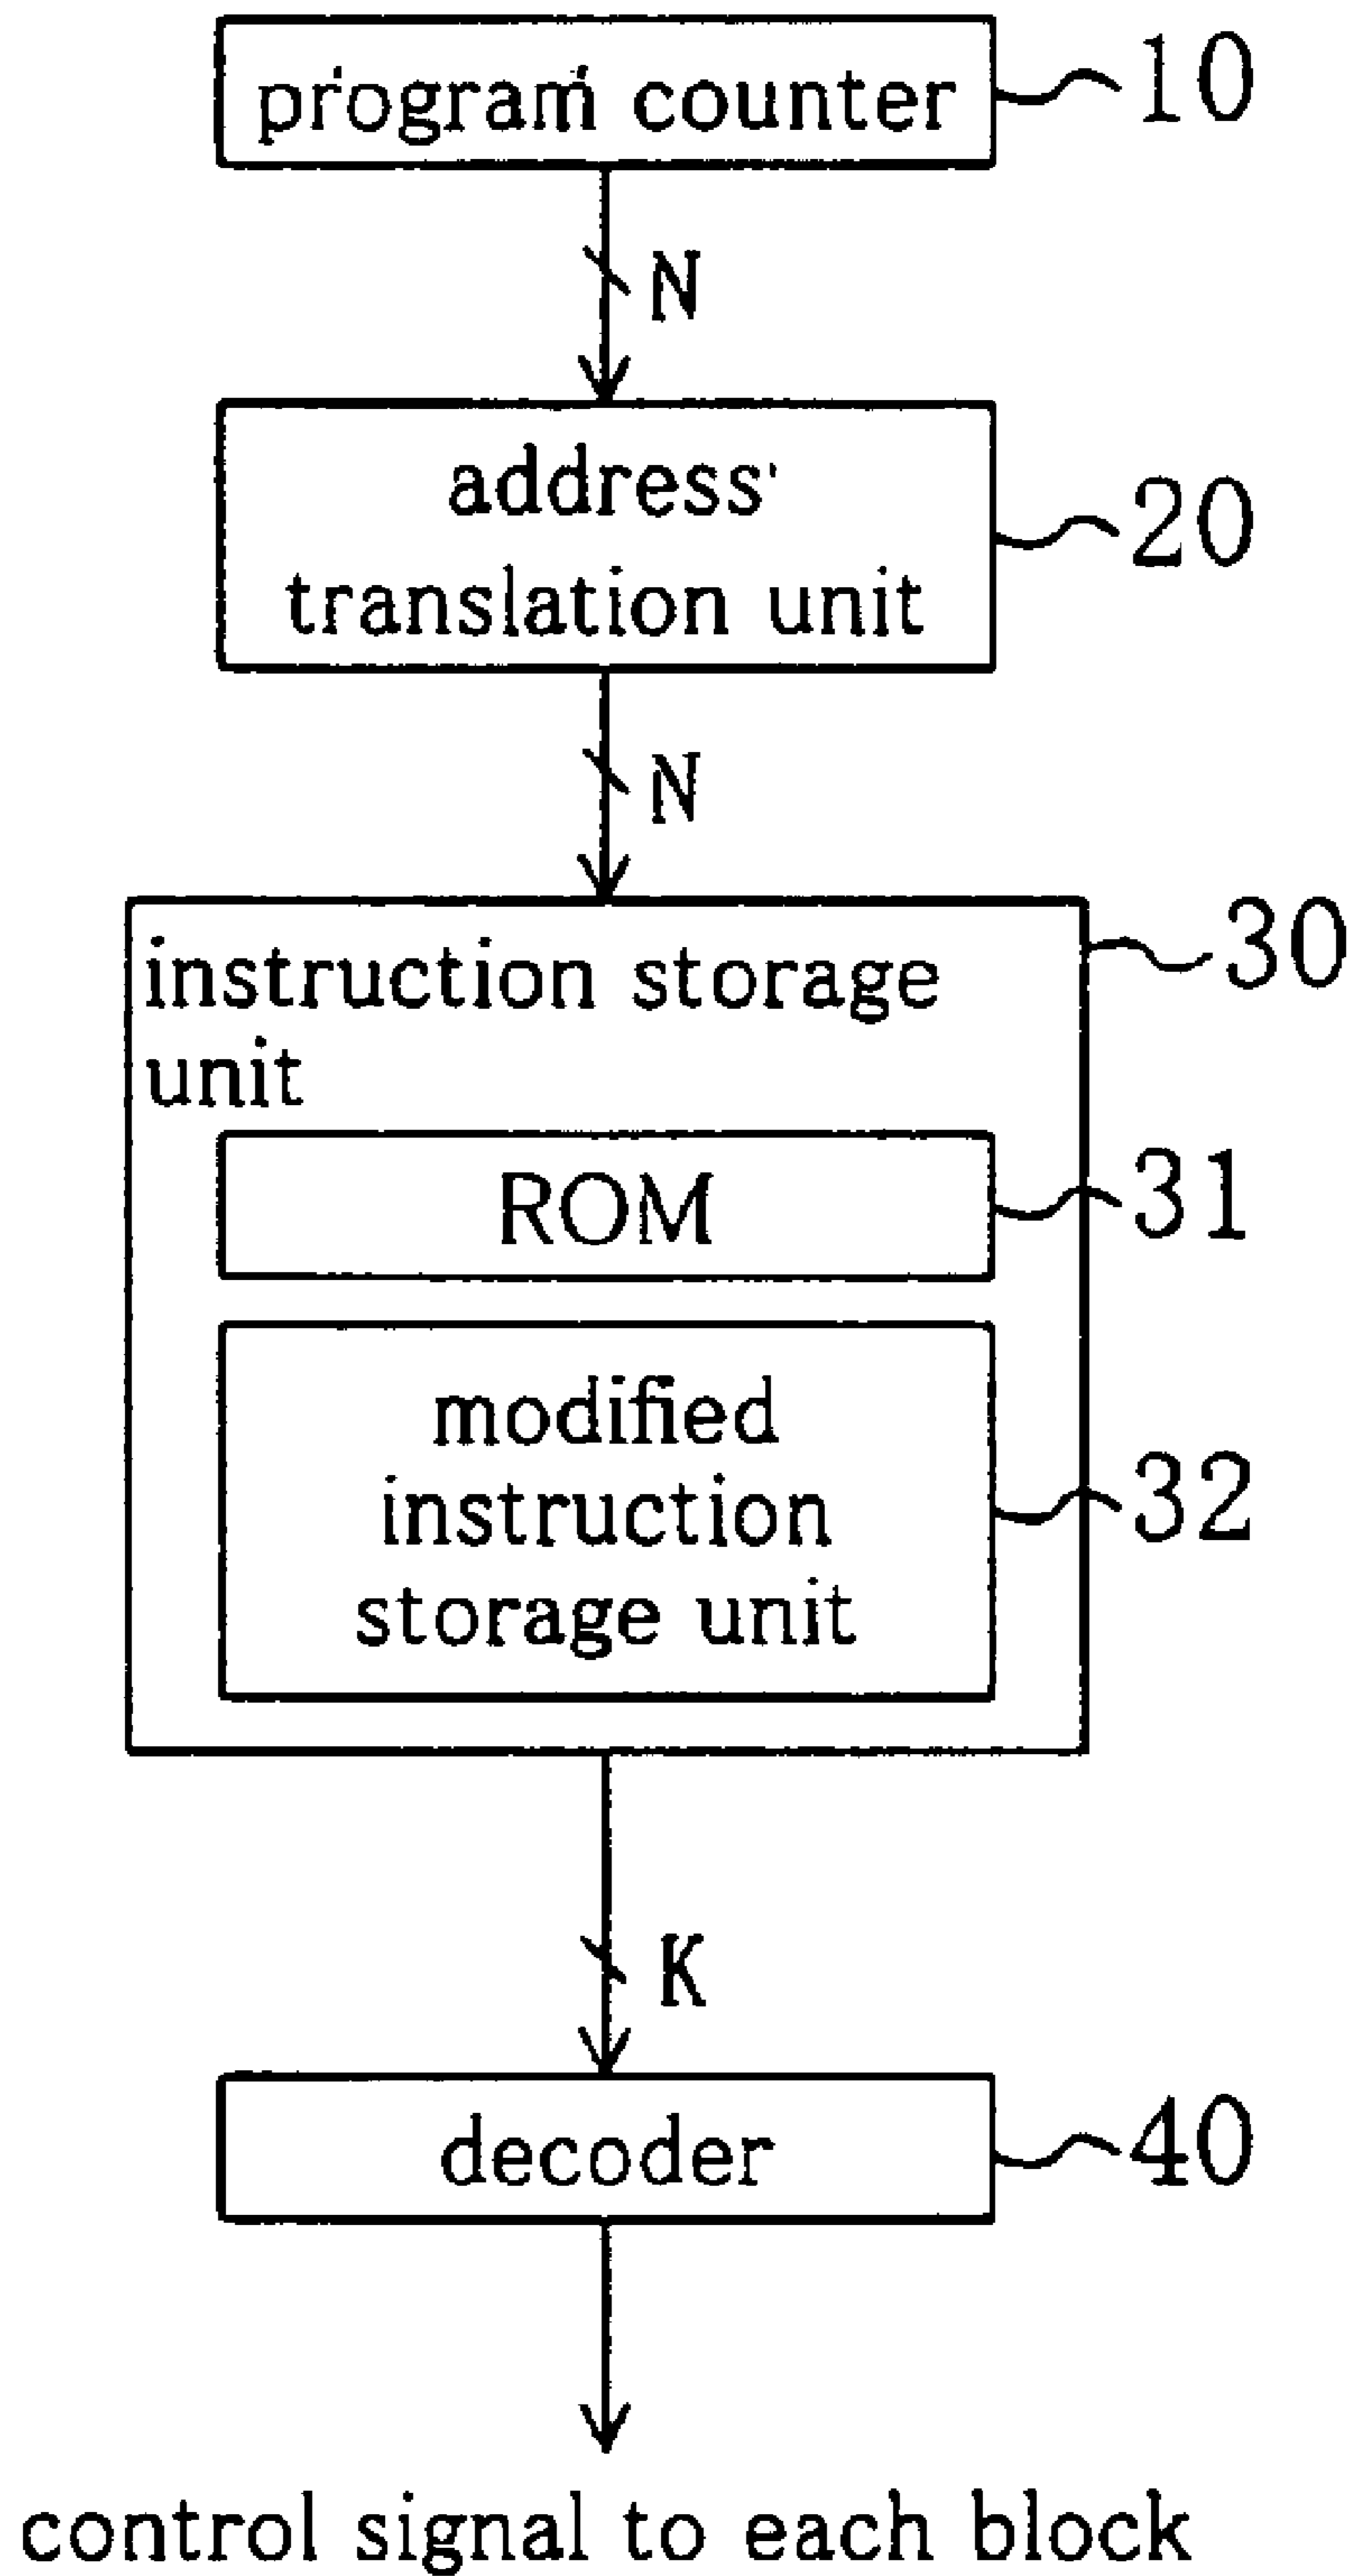 program counter
10
N
address
translation unit
20
N
instruction storage
unit
30
ROM
31
modified
instruction
storage unit
32
K
decoder
40
control signal to each block